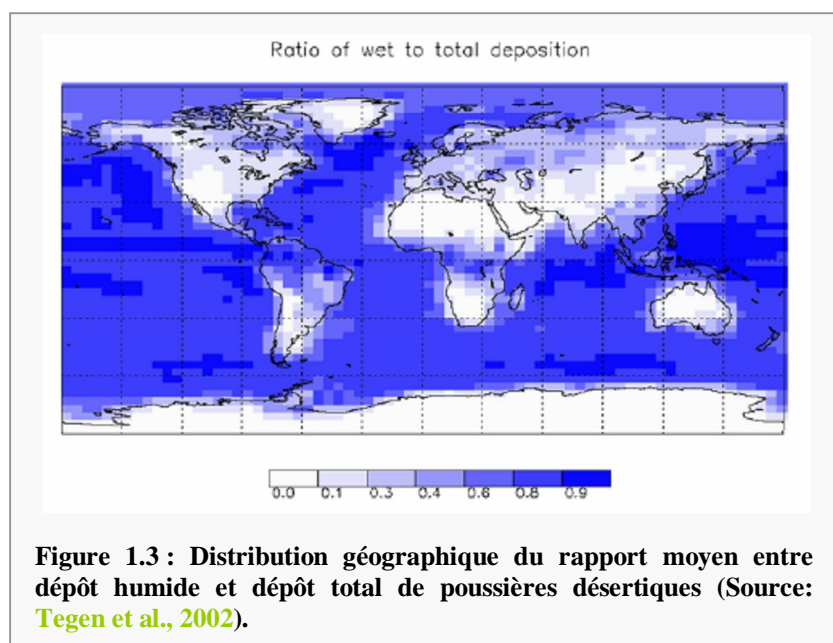 Ratio of wet to total deposition
0.0 0.1 0.3 0.4 0.6 0.8 0.9
Figure 1.3 : Distribution géographique du rapport moyen entre
dépôt humide et dépôt total de poussières désertiques (Source:
Tegen et al., 2002).